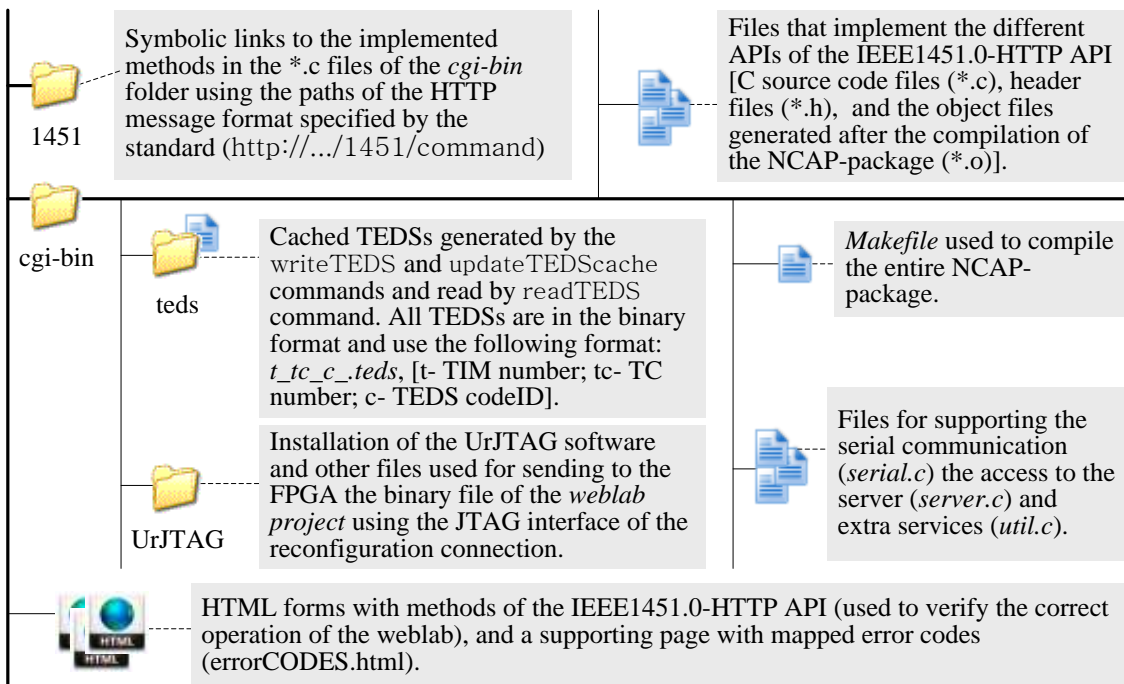 Symbolic links to the implemented
methods in the *.c files of the cgi-bin
folder using the paths of the HTTP
message format specified by the
standard (http://.../1451/command)
1451
Files that implement the different
APIs of the IEEE1451.0-HTTP API
[C source code files (*.c), header
files (*.h), and the object files
generated after the compilation of
the NCAP-package (*.o)].
cgi-bin
Cached TEDSs generated by the
writeTEDS and updateTEDScache
commands and read by readTEDS
command. All TEDSs are in the binary
format and use the following format:
t_tc_c_.teds, [t- TIM number; tc- TC
number; c- TEDS codeID].
teds
Makefile used to compile
the entire NCAP-
package.
Installation of the UrJTAG software
and other files used for sending to the
FPGA the binary file of the weblab
project using the JTAG interface of the
reconfiguration connection.
UrJTAG
Files for supporting the
serial communication
(serial.c) the access to the
server (server.c) and
extra services (util.c).
HTML forms with methods of the IEEE1451.0-HTTP API (used to verify the correct
operation of the weblab), and a supporting page with mapped error codes
(errorCODES.html).
HTML
HTML